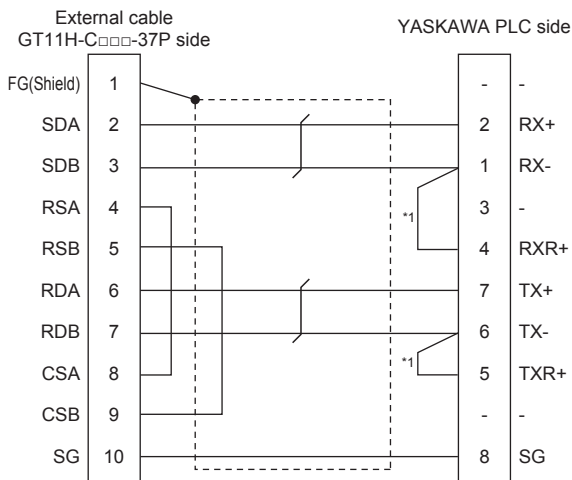 External cable
GT11H-C□□□-37P side
YASKAWA PLC side
FG(Shield) 1 - -
SDA 2 2 RX+
SDB 3 1 RX-
RSA 4 *1 3 -
RSB 5 4 RXR+
RDA 6 7 TX+
RDB 7 6 TX-
CSA 8 *1 5 TXR+
CSB 9 - -
SG 10 8 SG